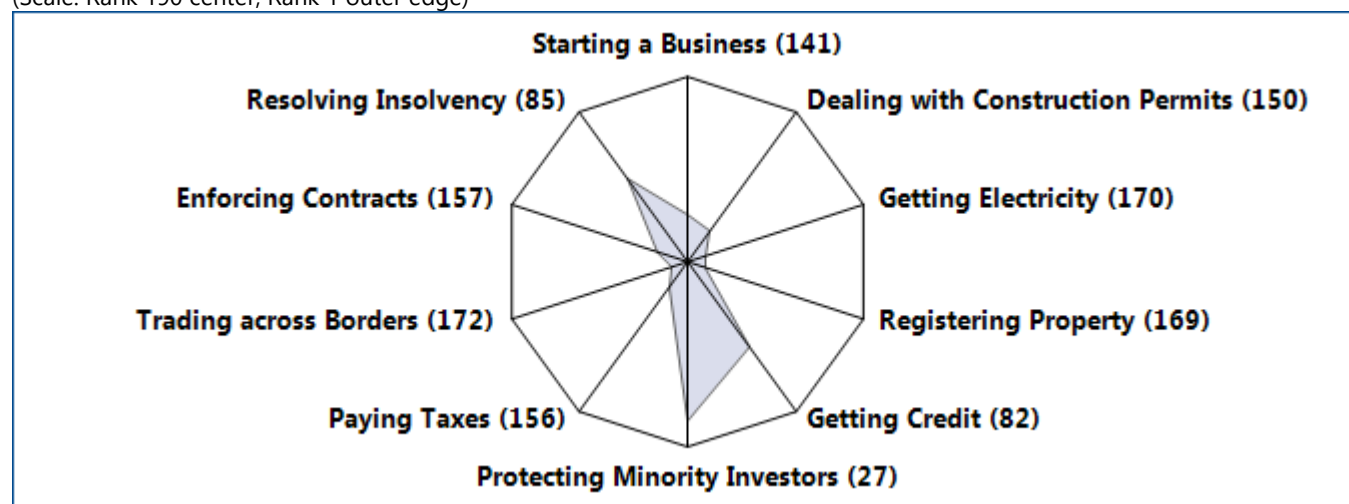 (Scale: Rank 190 center, Rank 1 outer edge)
Starting a Business (141)
Resolving Insolvency (85)
Dealing with Construction Permits (150)
Enforcing Contracts (157)
Getting Electricity (170)
Trading across Borders (172)
Registering Property (169)
Paying Taxes (156)
Getting Credit (82)
Protecting Minority Investors (27)